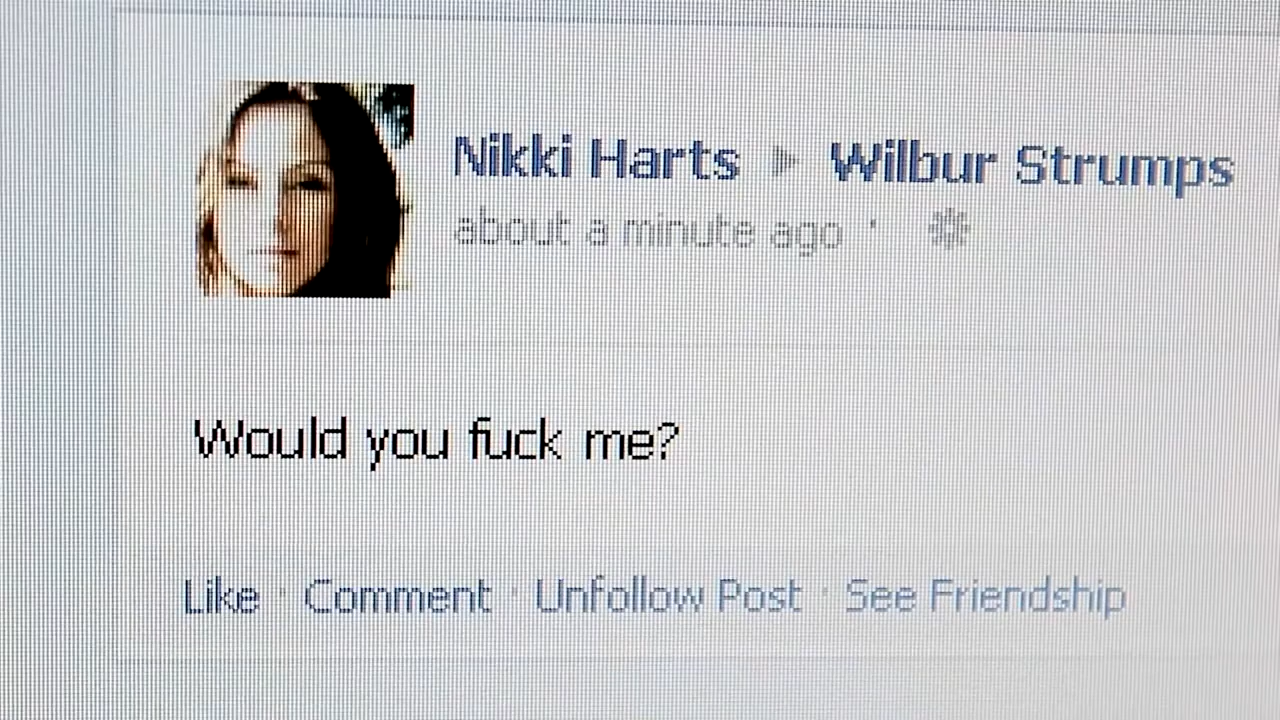 Nikki Harts ▸ Wilbur Strumps
about a minute ago ·
Would you fuck me?
Like · Comment · Unfollow Post · See Friendship